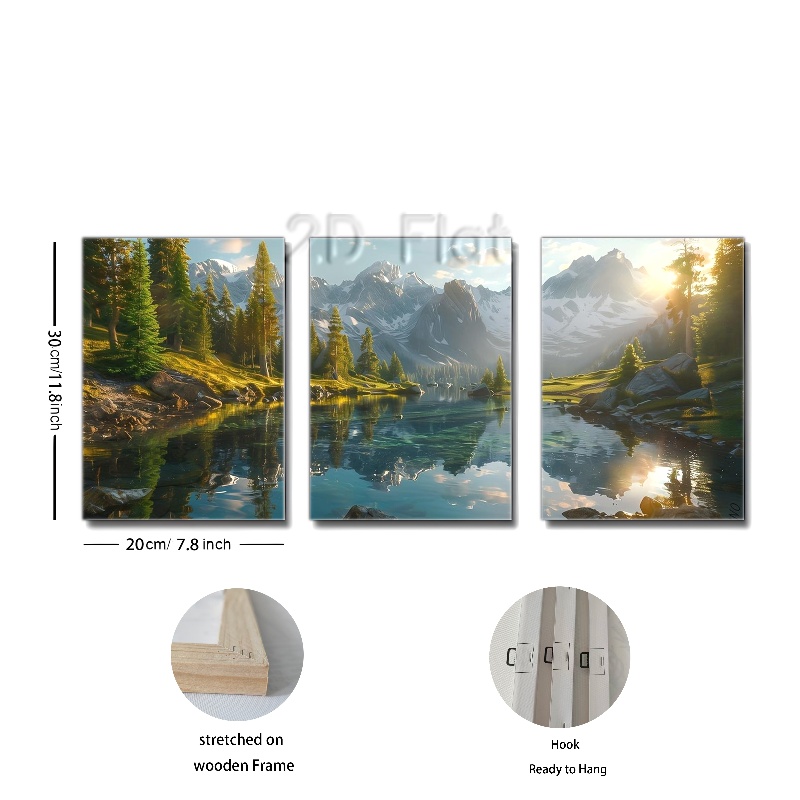 2D Flat
30cm/11.8inch
20cm/ 7.8 inch
stretched on
wooden Frame
Hook
Ready to Hang